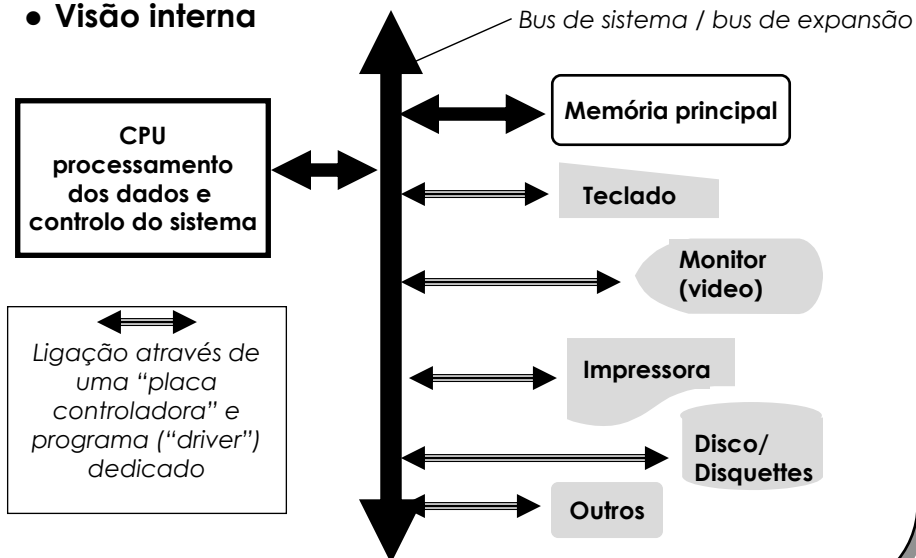 ● Visão interna
Bus de sistema / bus de expansão
CPU
processamento
dos dados e
controlo do sistema
Memória principal
Teclado
Monitor
(video)
Ligação através de
uma “placa
controladora” e
programa (“driver”)
dedicado
Impressora
Disco/
Disquettes
Outros